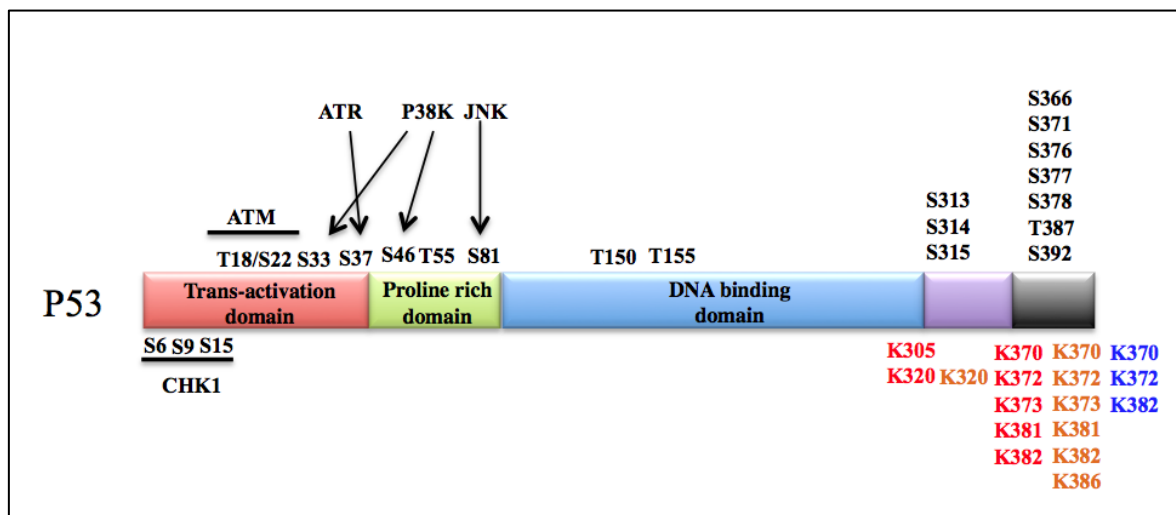 ATR P38K JNK
S366
S371
S376
S377
S378
T387
S392
S313
S314
S315
ATM
T18/S22 S33 S37 S46 T55 S81 T150 T155
P53
Trans-activation
domain
Proline rich
domain
DNA binding
domain
S6 S9 S15
CHK1
K305
K320
K320
K370
K372
K373
K381
K382
K370
K372
K373
K381
K382
K386
K370
K372
K382